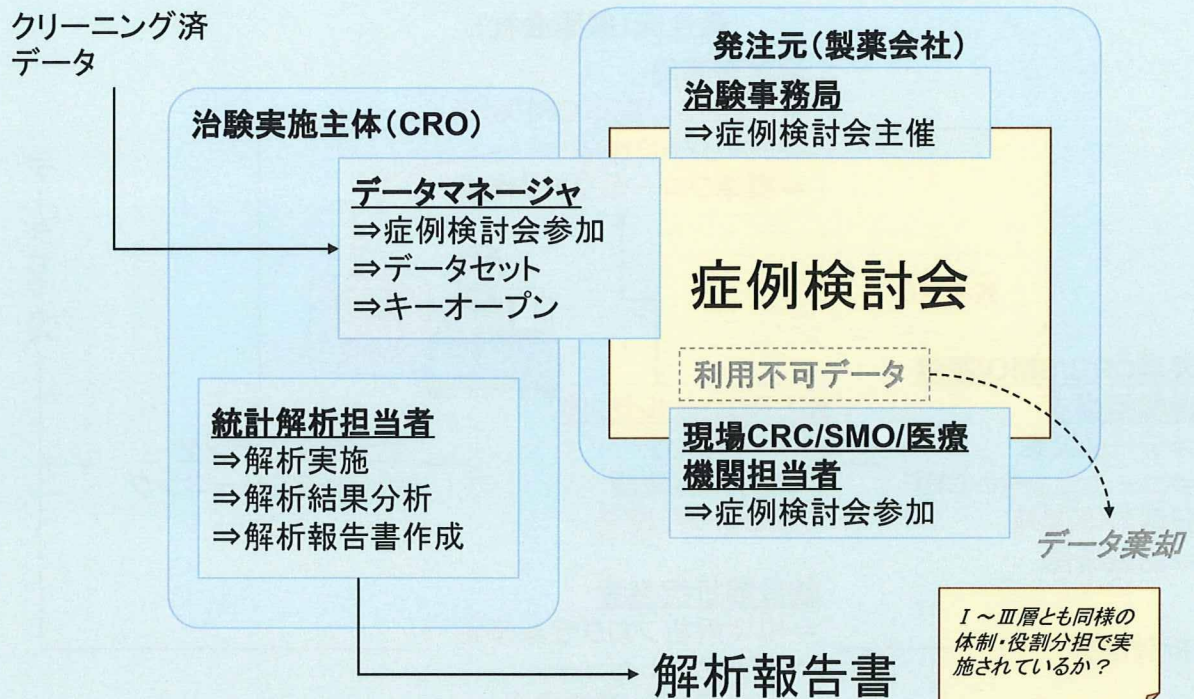 クリーニング済
データ
発注元(製薬会社)
治験事務局
⇒症例検討会主催
治験実施主体(CRO)
データマネージャ
⇒症例検討会参加
⇒データセット
⇒キーオープン
症例検討会
利用不可データ
統計解析担当者
⇒解析実施
⇒解析結果分析
⇒解析報告書作成
現場CRC/SMO/医療
機関担当者
⇒症例検討会参加
データ棄却
Ⅰ～Ⅲ層とも同様の
体制・役割分担で実
施されているか？
解析報告書